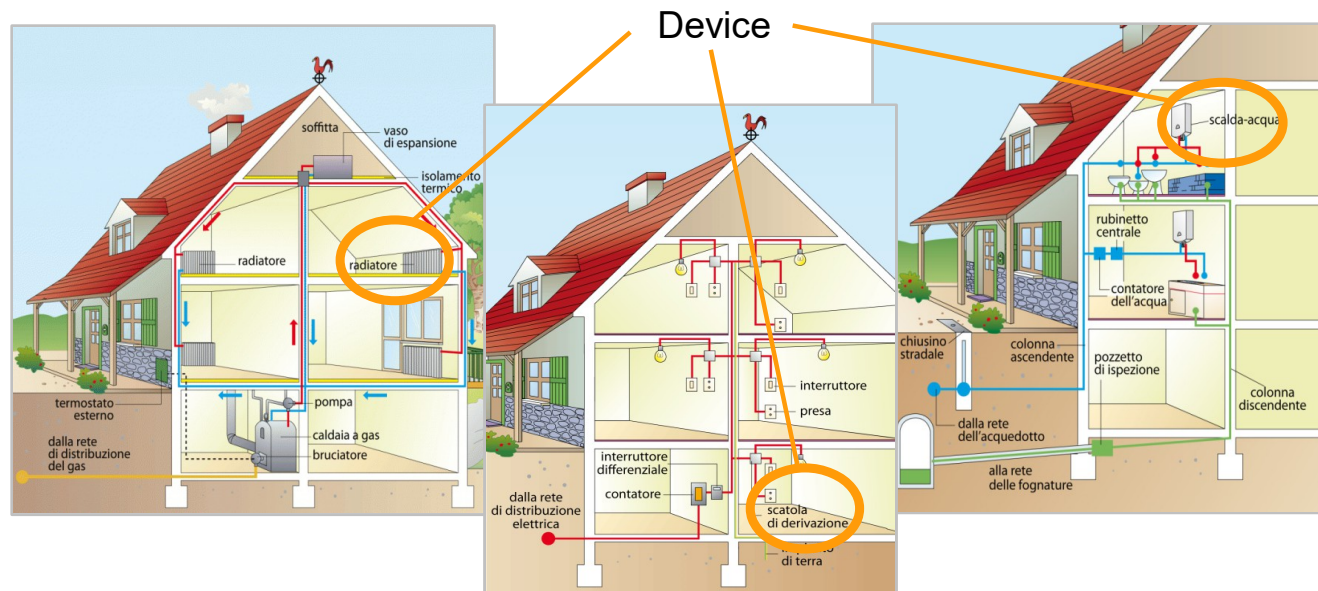 Device
soffitta
vaso
di espansione
isolamento
termico
radiatore
radiatore
termostato
esterno
pompa
caldaia a gas
bruciatore
dalla rete
di distribuzione
del gas
interruttore
presa
interruttore
differenziale
contatore
dalla rete
di distribuzione
elettrica
scatola
di derivazione
di terra
scalda-acqua
rubinetto
centrale
contatore
dell'acqua
chiusino
stradale
colonna
ascendente
pozzetto
di ispezione
colonna
discendente
dalla rete
dell'acquedotto
alla rete
delle fognature